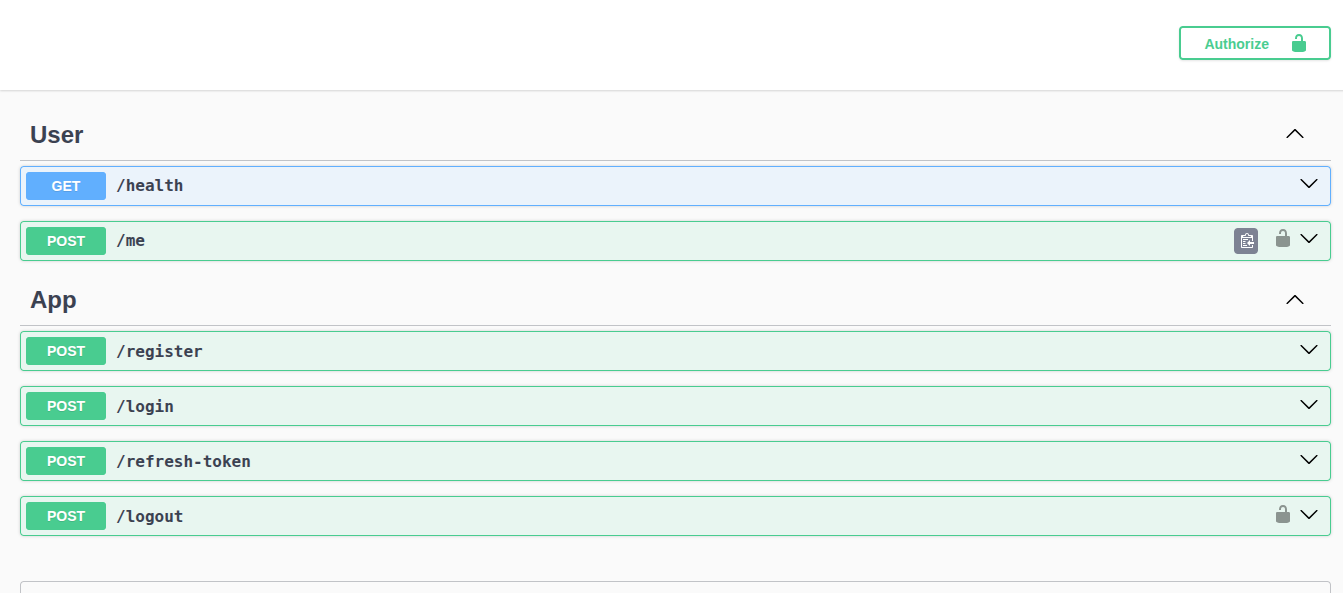 Authorize
User
GET /health
POST /me
App
POST /register
POST /login
POST /refresh-token
POST /logout